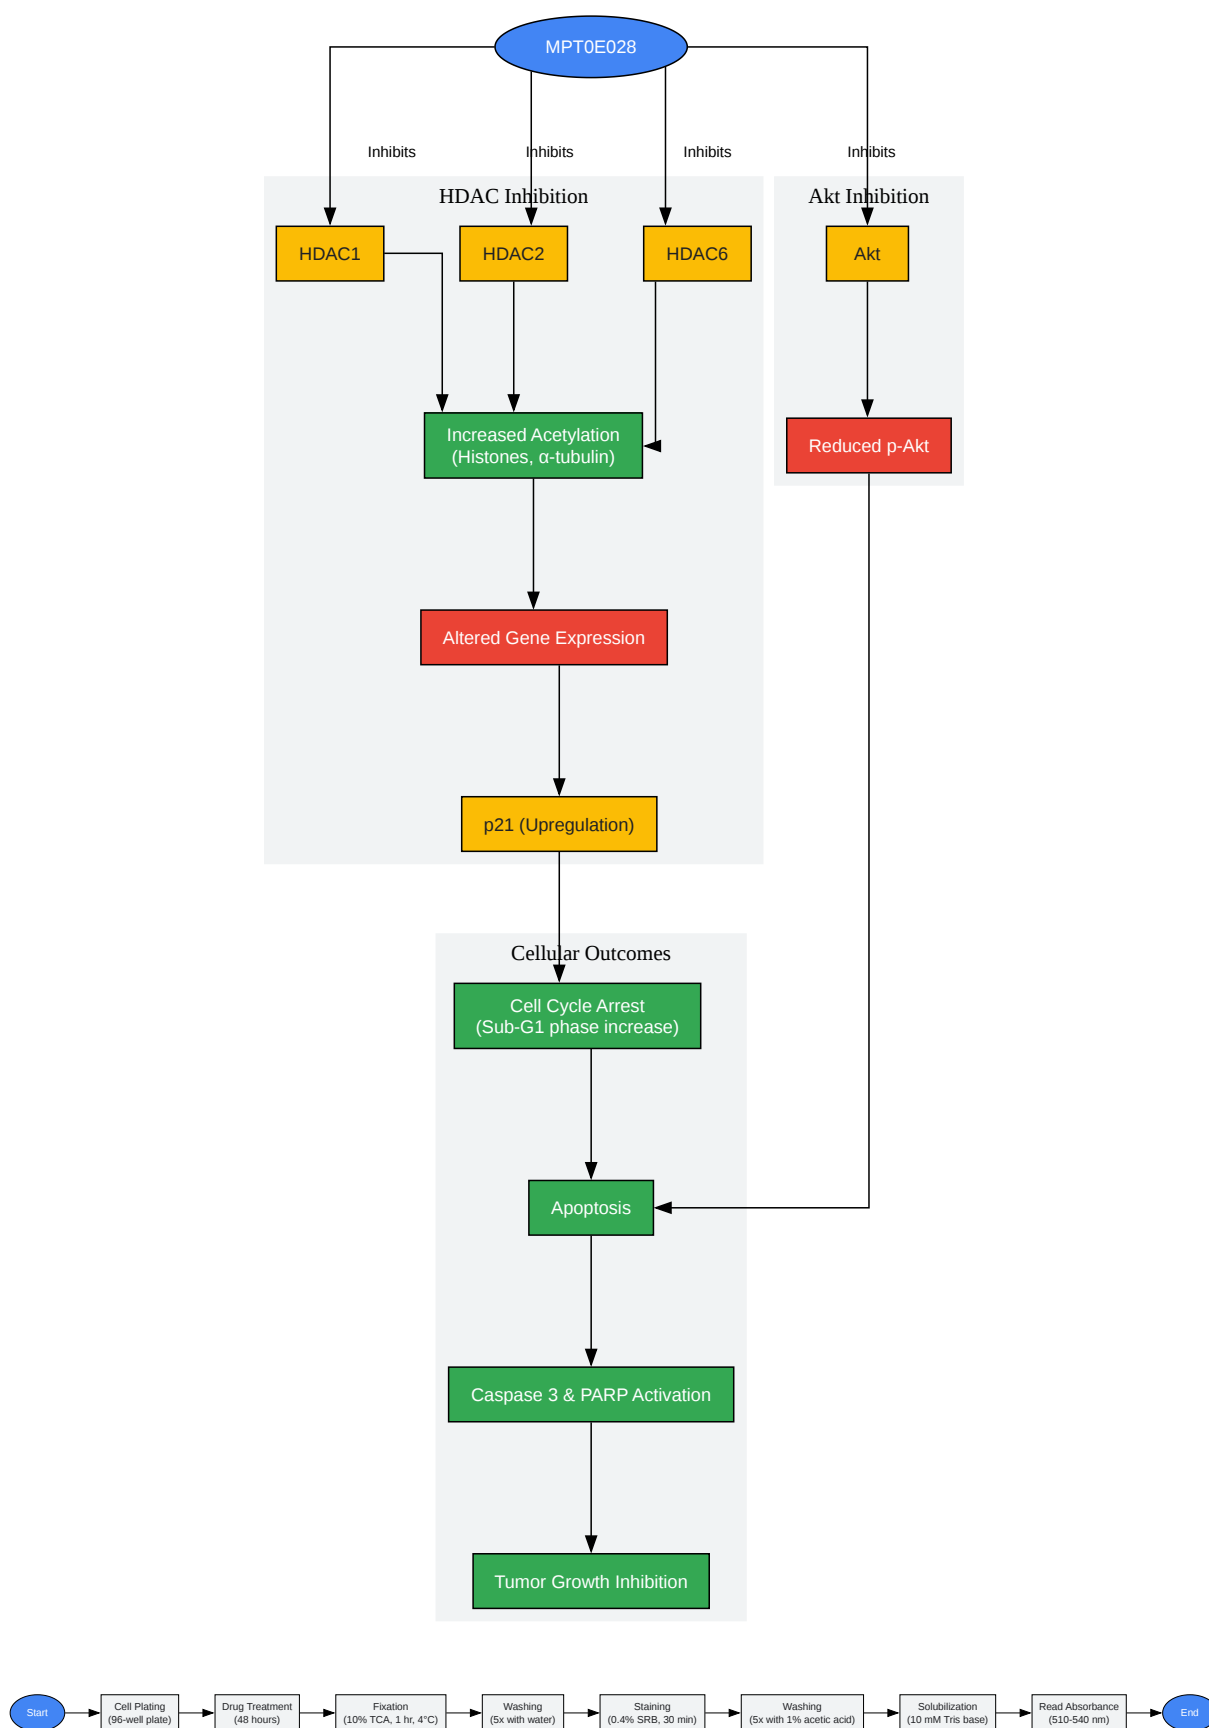 MPT0E028
Inhibits
Inhibits
Inhibits
Inhibits
HDAC Inhibition
Akt Inhibition
HDAC1
HDAC2
HDAC6
Akt
Increased Acetylation
(Histones, α-tubulin)
Reduced p-Akt
Altered Gene Expression
p21 (Upregulation)
Cellular Outcomes
Cell Cycle Arrest
(Sub-G1 phase increase)
Apoptosis
Caspase 3 & PARP Activation
Tumor Growth Inhibition
Start
Cell Plating
(96-well plate)
Drug Treatment
(48 hours)
Fixation
(10% TCA, 1 hr, 4°C)
Washing
(5x with water)
Staining
(0.4% SRB, 30 min)
Washing
(5x with 1% acetic acid)
Solubilization
(10 mM Tris base)
Read Absorbance
(510-540 nm)
End